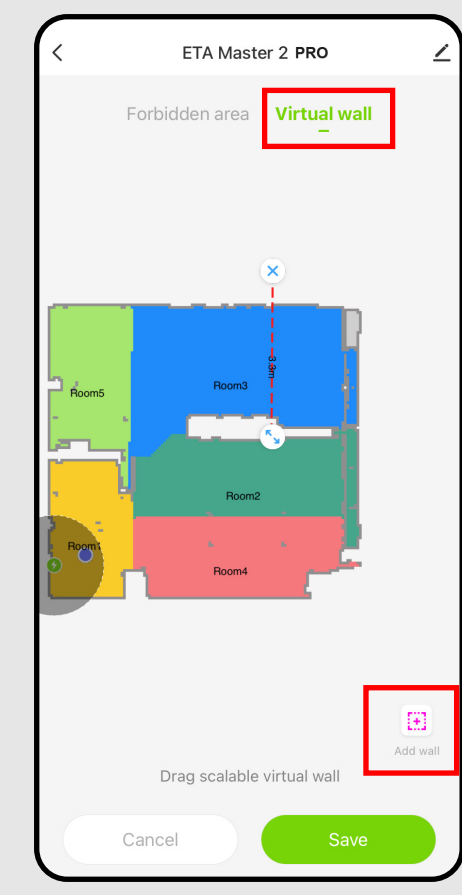 ETA Master 2 PRO
Forbidden area Virtual wall
3.3m
Room5
Room3
Room2
Room1
Room4
Add wall
Drag scalable virtual wall
Cancel Save